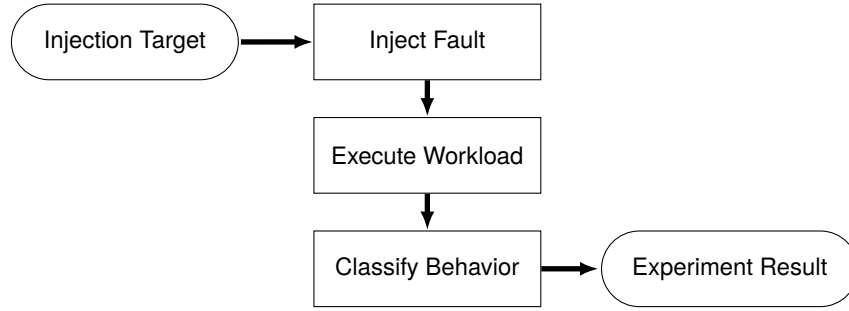 Injection Target
Inject Fault
Execute Workload
Classify Behavior
Experiment Result